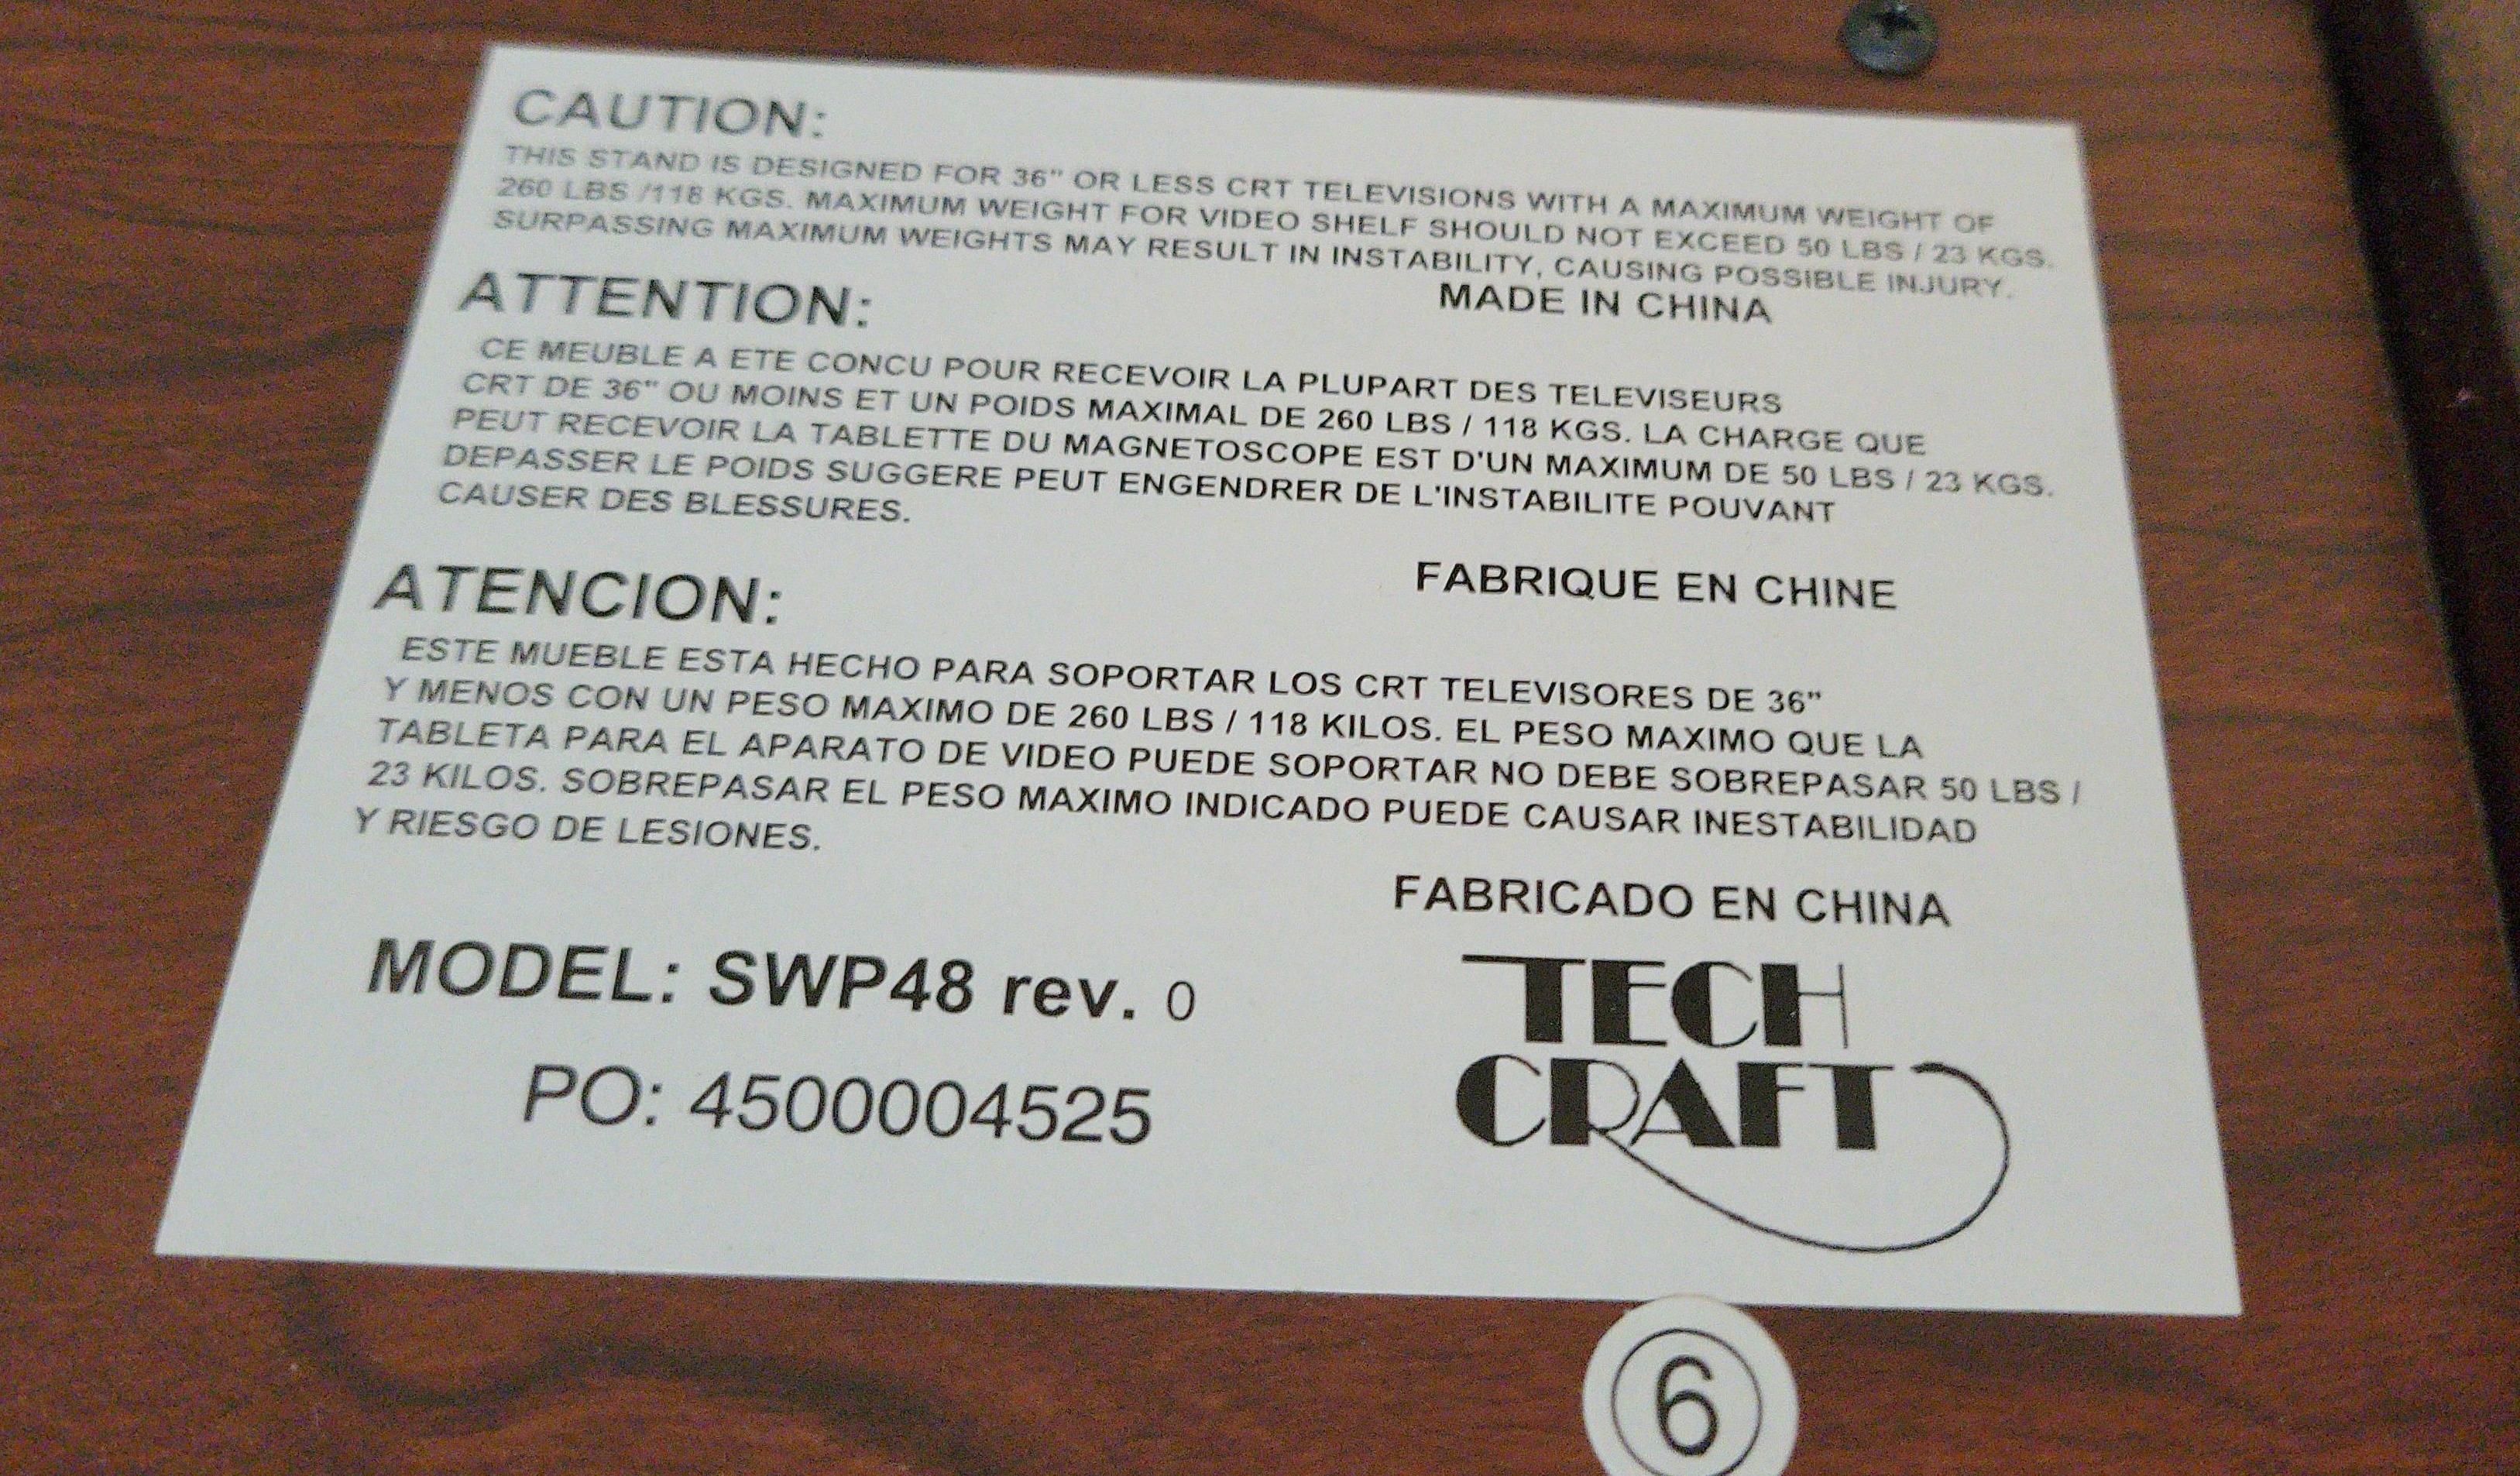 CAUTION:
THIS STAND IS DESIGNED FOR 36" OR LESS CRT TELEVISIONS WITH A MAXIMUM WEIGHT OF
260 LBS /118 KGS. MAXIMUM WEIGHT FOR VIDEO SHELF SHOULD NOT EXCEED 50 LBS / 23 KGS.
SURPASSING MAXIMUM WEIGHTS MAY RESULT IN INSTABILITY, CAUSING POSSIBLE INJURY.
MADE IN CHINA
ATTENTION:
CE MEUBLE A ETE CONCU POUR RECEVOIR LA PLUPART DES TELEVISEURS
CRT DE 36" OU MOINS ET UN POIDS MAXIMAL DE 260 LBS / 118 KGS. LA CHARGE QUE
PEUT RECEVOIR LA TABLETTE DU MAGNETOSCOPE EST D'UN MAXIMUM DE 50 LBS / 23 KGS.
DEPASSER LE POIDS SUGGERE PEUT ENGENDRER DE L'INSTABILITE POUVANT
CAUSER DES BLESSURES.
FABRIQUE EN CHINE
ATENCION:
ESTE MUEBLE ESTA HECHO PARA SOPORTAR LOS CRT TELEVISORES DE 36"
Y MENOS CON UN PESO MAXIMO DE 260 LBS / 118 KILOS. EL PESO MAXIMO QUE LA
TABLETA PARA EL APARATO DE VIDEO PUEDE SOPORTAR NO DEBE SOBREPASAR 50 LBS /
23 KILOS. SOBREPASAR EL PESO MAXIMO INDICADO PUEDE CAUSAR INESTABILIDAD
Y RIESGO DE LESIONES.
FABRICADO EN CHINA
MODEL: SWP48 rev. 0
PO: 4500004525
TECH
CRAFT
6